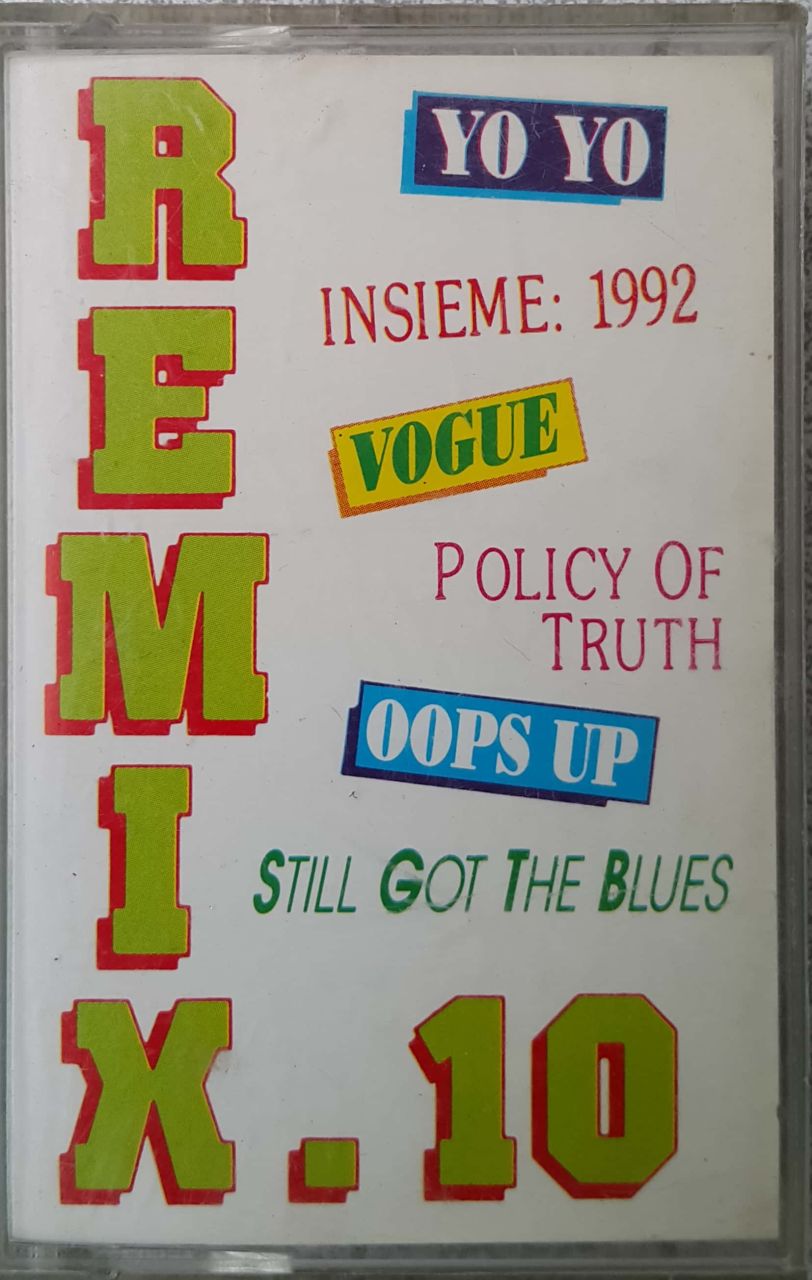 REMIX.10
YO YO
INSIEME: 1992
VOGUE
POLICY OF
TRUTH
OOPS UP
STILL GOT THE BLUES